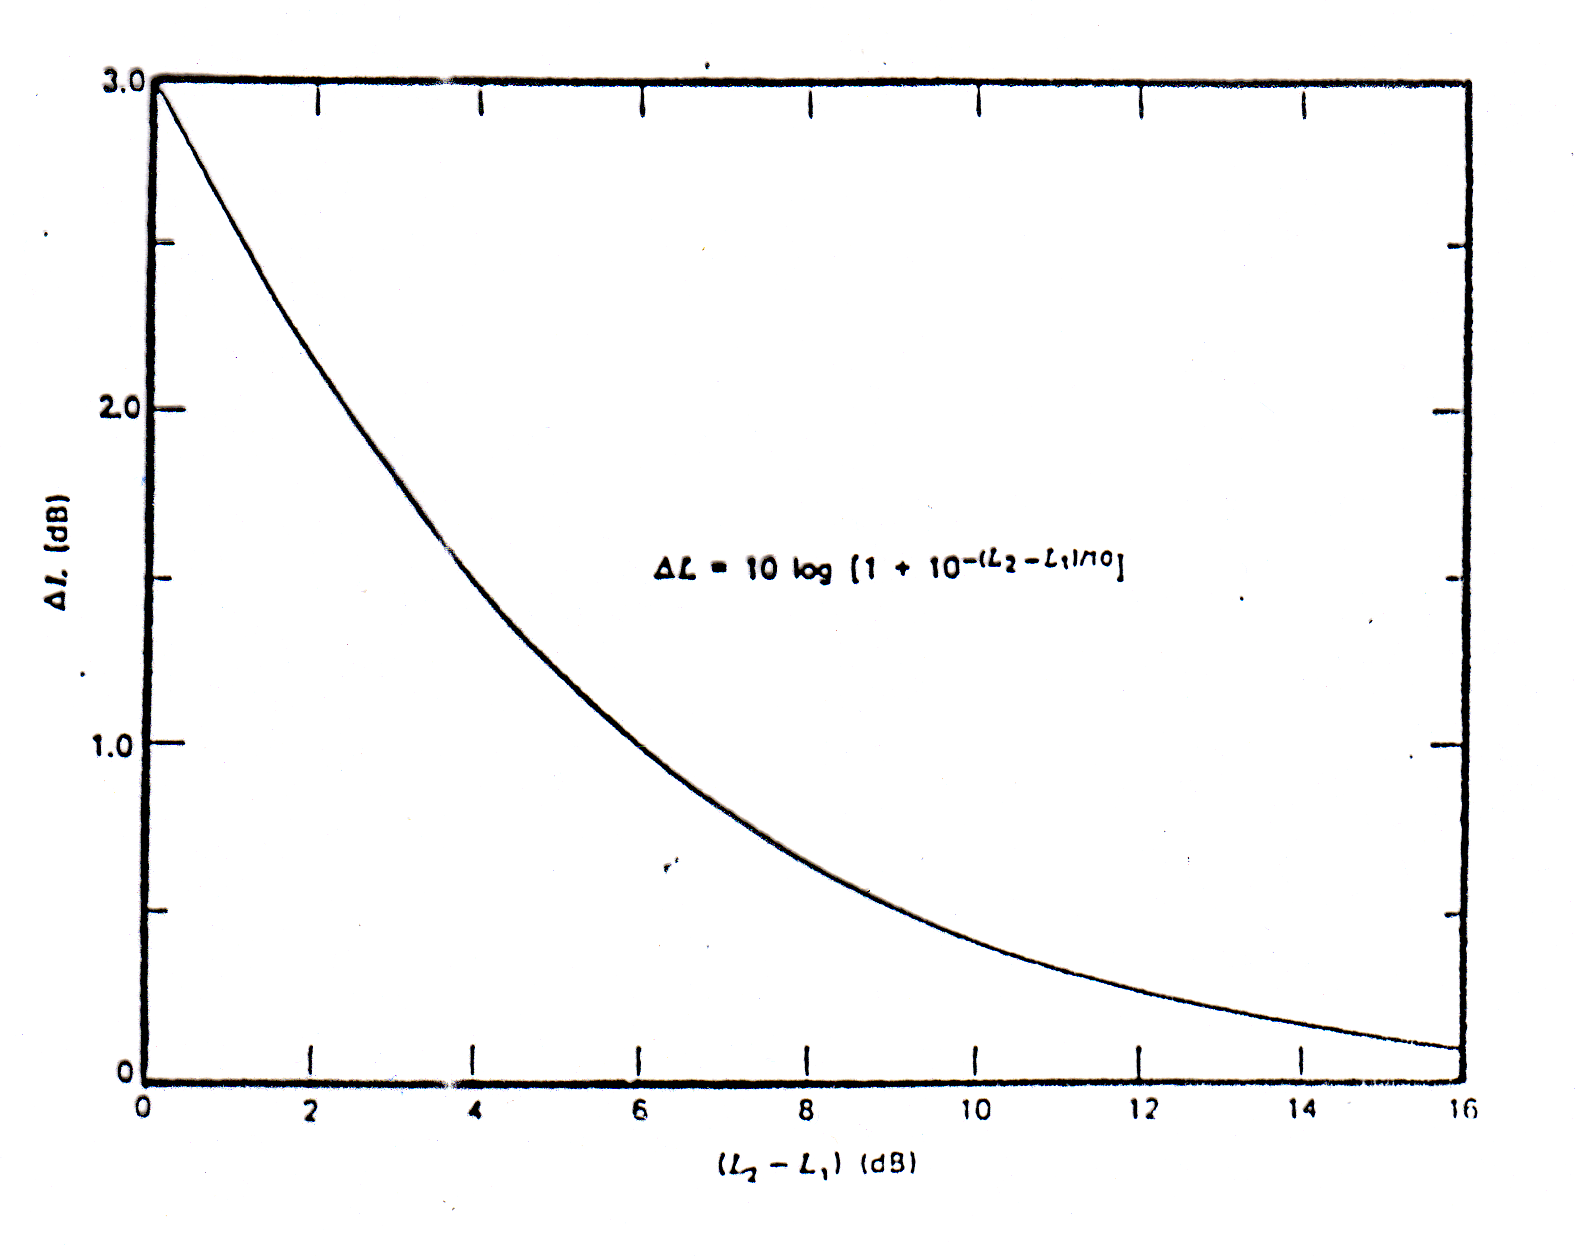 3.0
2.0
1.0
0
ΔL (dB)
ΔL = 10 log [1 + 10^{-(L₂-L₁)/10}]
0 2 4 6 8 10 12 14 16
(L₂ – L₁) (dB)